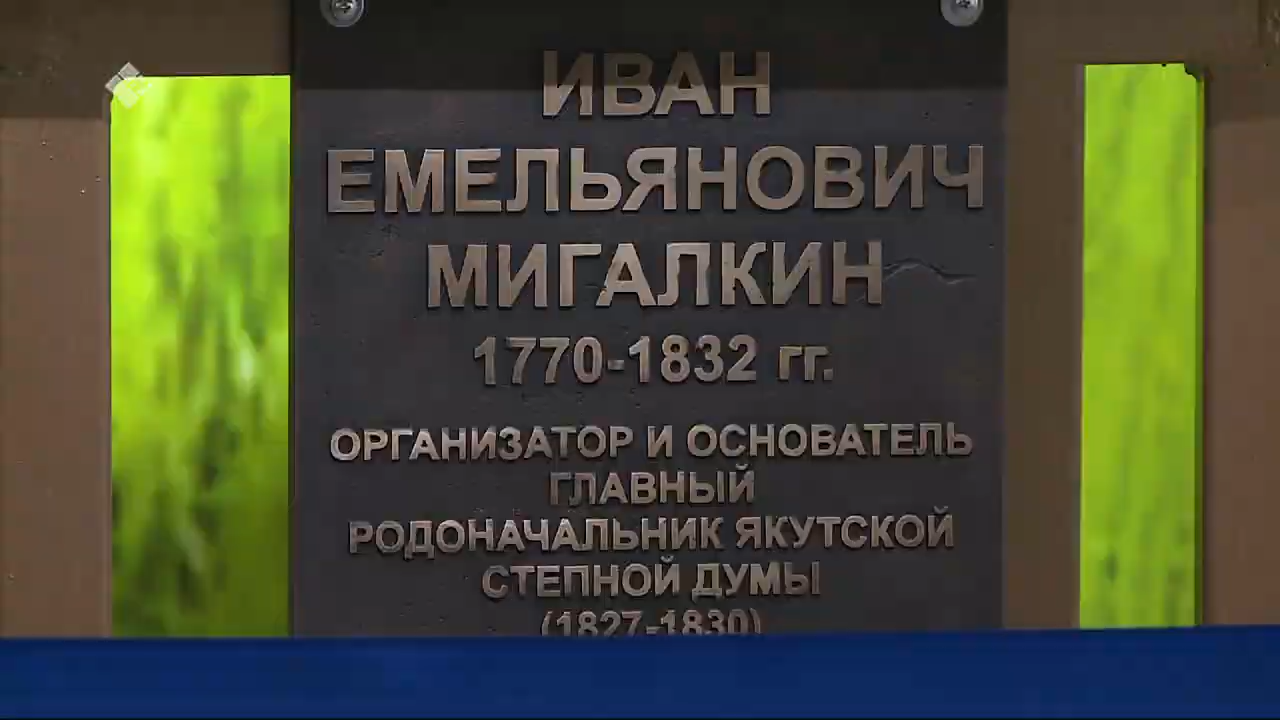 ИВАН
ЕМЕЛЬЯНОВИЧ
МИГАЛКИН
1770-1832 гг.
ОРГАНИЗАТОР И ОСНОВАТЕЛЬ
ГЛАВНЫЙ
РОДОНАЧАЛЬНИК ЯКУТСКОЙ
СТЕПНОЙ ДУМЫ
(1827-1830)